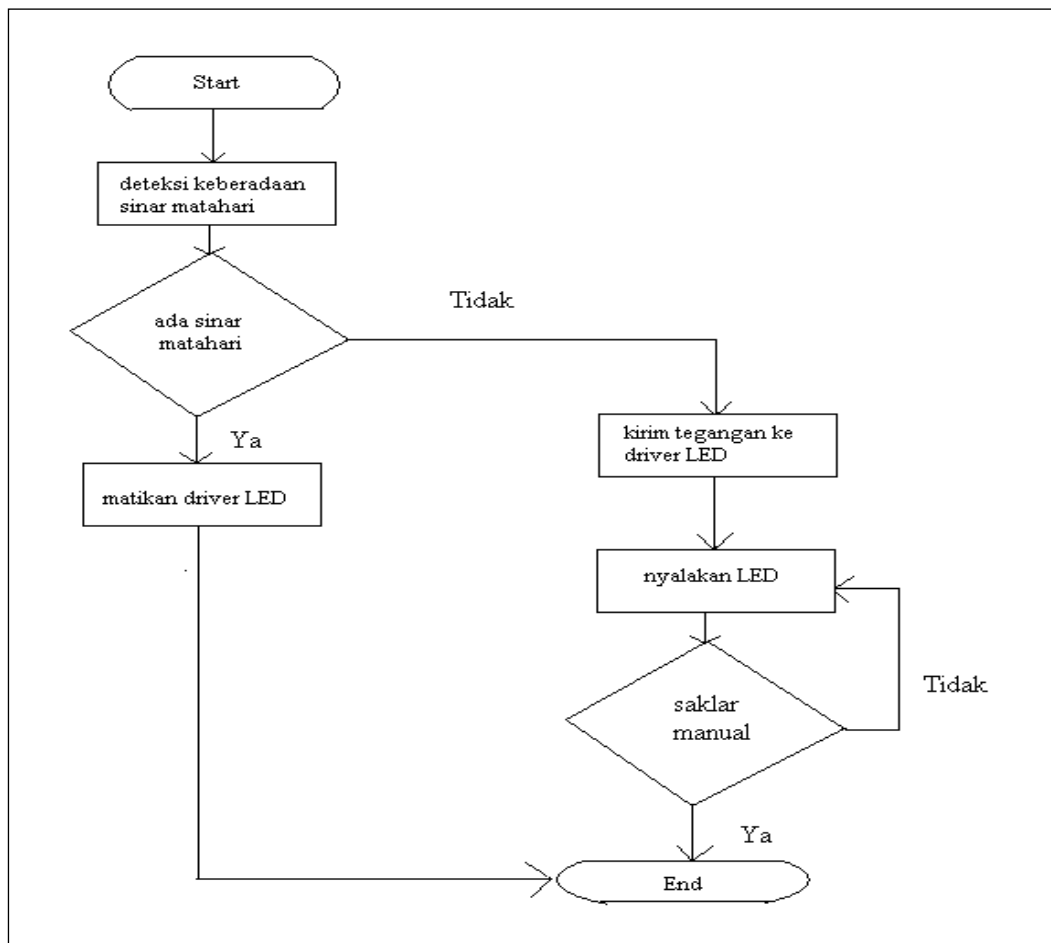 Start
deteksi keberadaan
sinar matahari
ada sinar
matahari
Tidak
Ya
matikan driver LED
kirim tegangan ke
driver LED
nyalakan LED
saklar
manual
Tidak
Ya
End